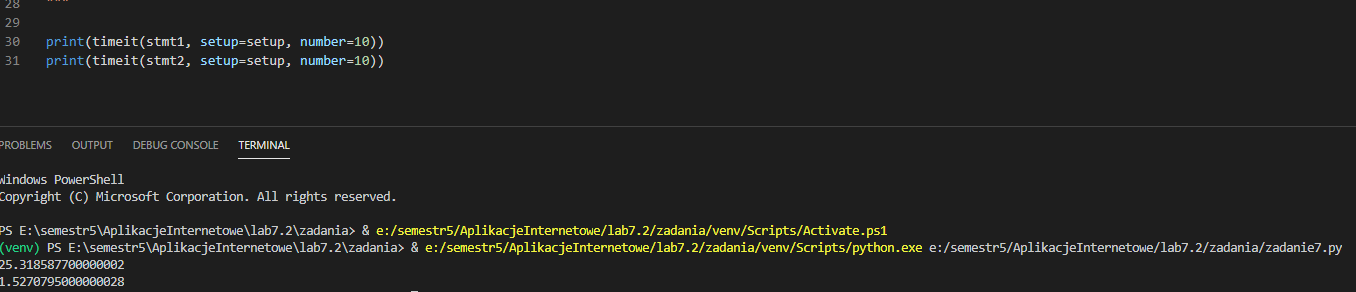 28 """
29
30 print(timeit(stmt1, setup=setup, number=10))
31 print(timeit(stmt2, setup=setup, number=10))
PROBLEMS OUTPUT DEBUG CONSOLE TERMINAL
Windows PowerShell
Copyright (C) Microsoft Corporation. All rights reserved.
PS E:\semestr5\AplikacjeInternetowe\lab7.2\zadania> & e:/semestr5/AplikacjeInternetowe/lab7.2/zadania/venv/Scripts/Activate.ps1
(venv) PS E:\semestr5\AplikacjeInternetowe\lab7.2\zadania> & e:/semestr5/AplikacjeInternetowe/lab7.2/zadania/venv/Scripts/python.exe e:/semestr5/AplikacjeInternetowe/lab7.2/zadania/zadanie7.py
25.318587700000002
1.5270795000000028